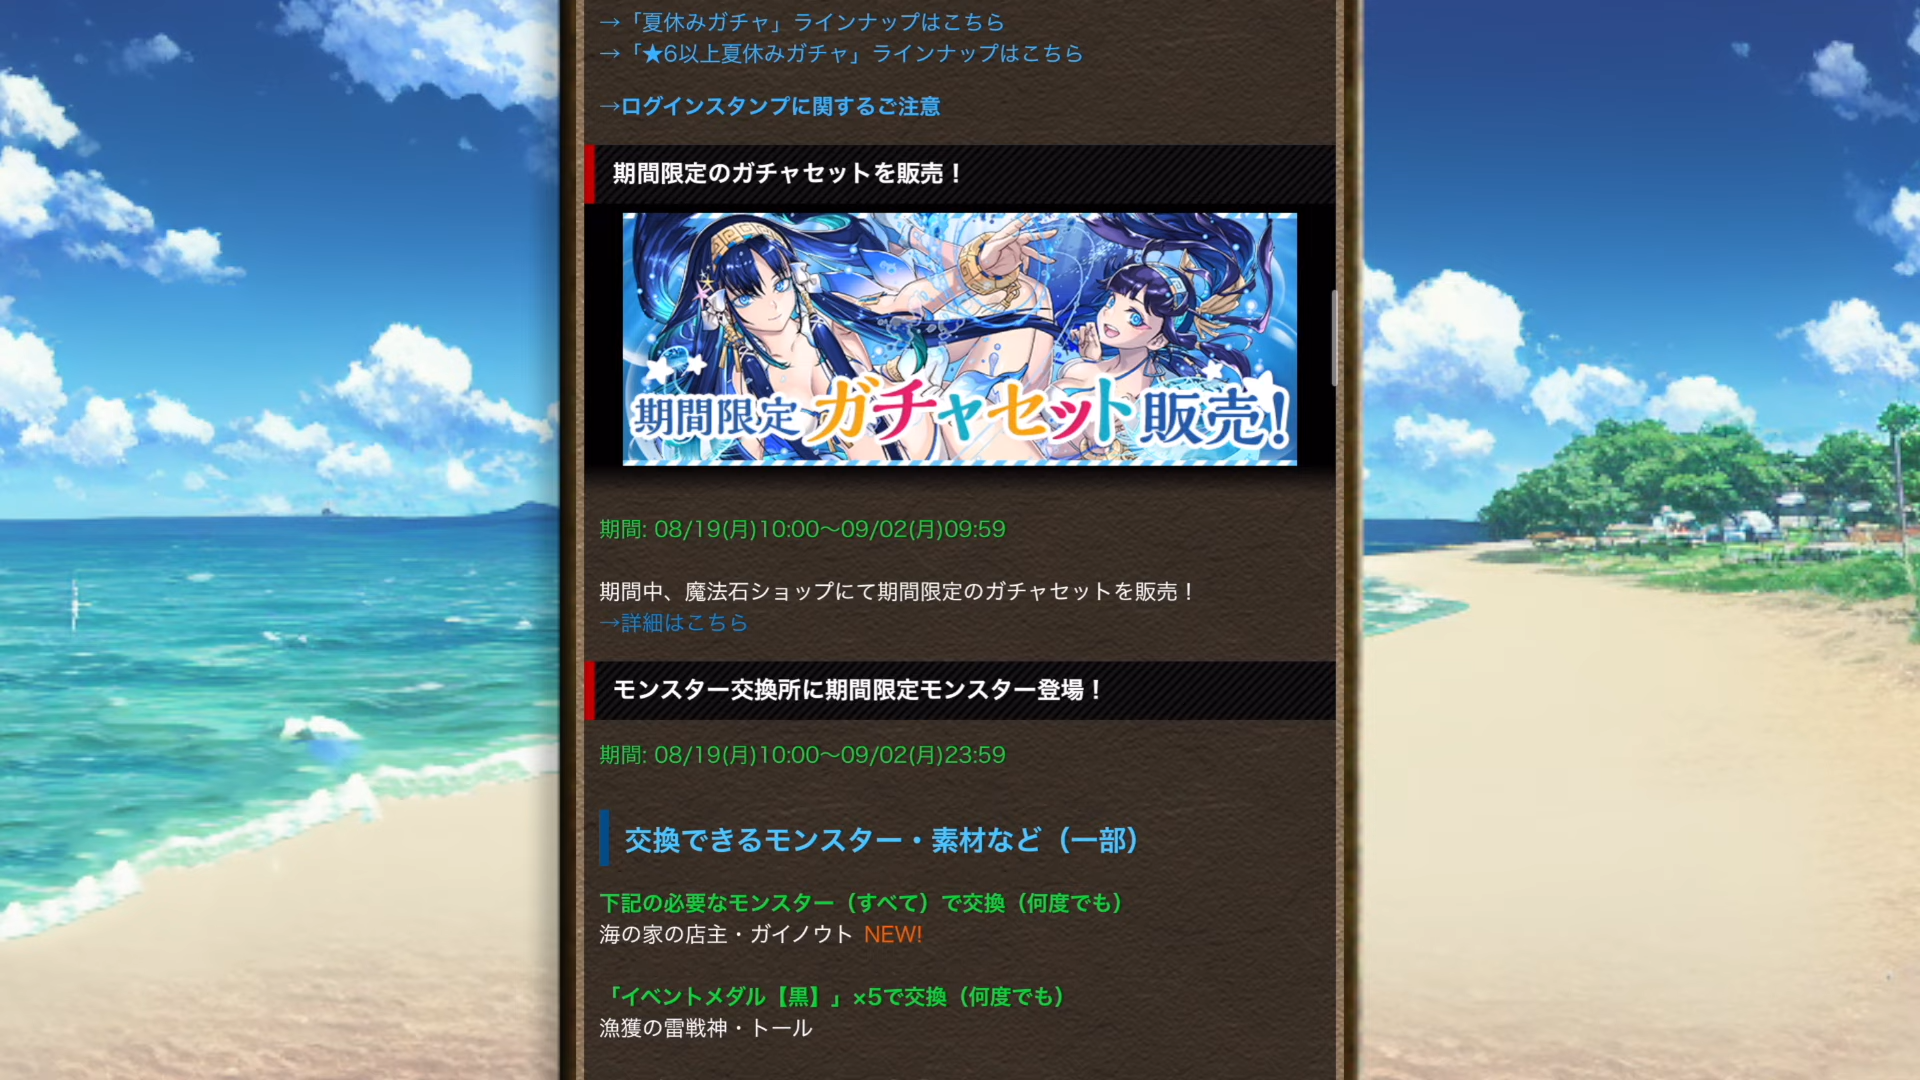 →「夏休みガチャ」ラインナップはこちら
→「★6以上夏休みガチャ」ラインナップはこちら
→ログインスタンプに関するご注意
期間限定のガチャセットを販売！
期間限定ガチャセット販売!
期間: 08/19(月)10:00〜09/02(月)09:59
期間中、魔法石ショップにて期間限定のガチャセットを販売！
→詳細はこちら
モンスター交換所に期間限定モンスター登場！
期間: 08/19(月)10:00〜09/02(月)23:59
交換できるモンスター・素材など（一部）
下記の必要なモンスター（すべて）で交換（何度でも）
海の家の店主・ガイノウト NEW!
「イベントメダル【黒】」×5で交換（何度でも）
漁獲の雷戦神・トール